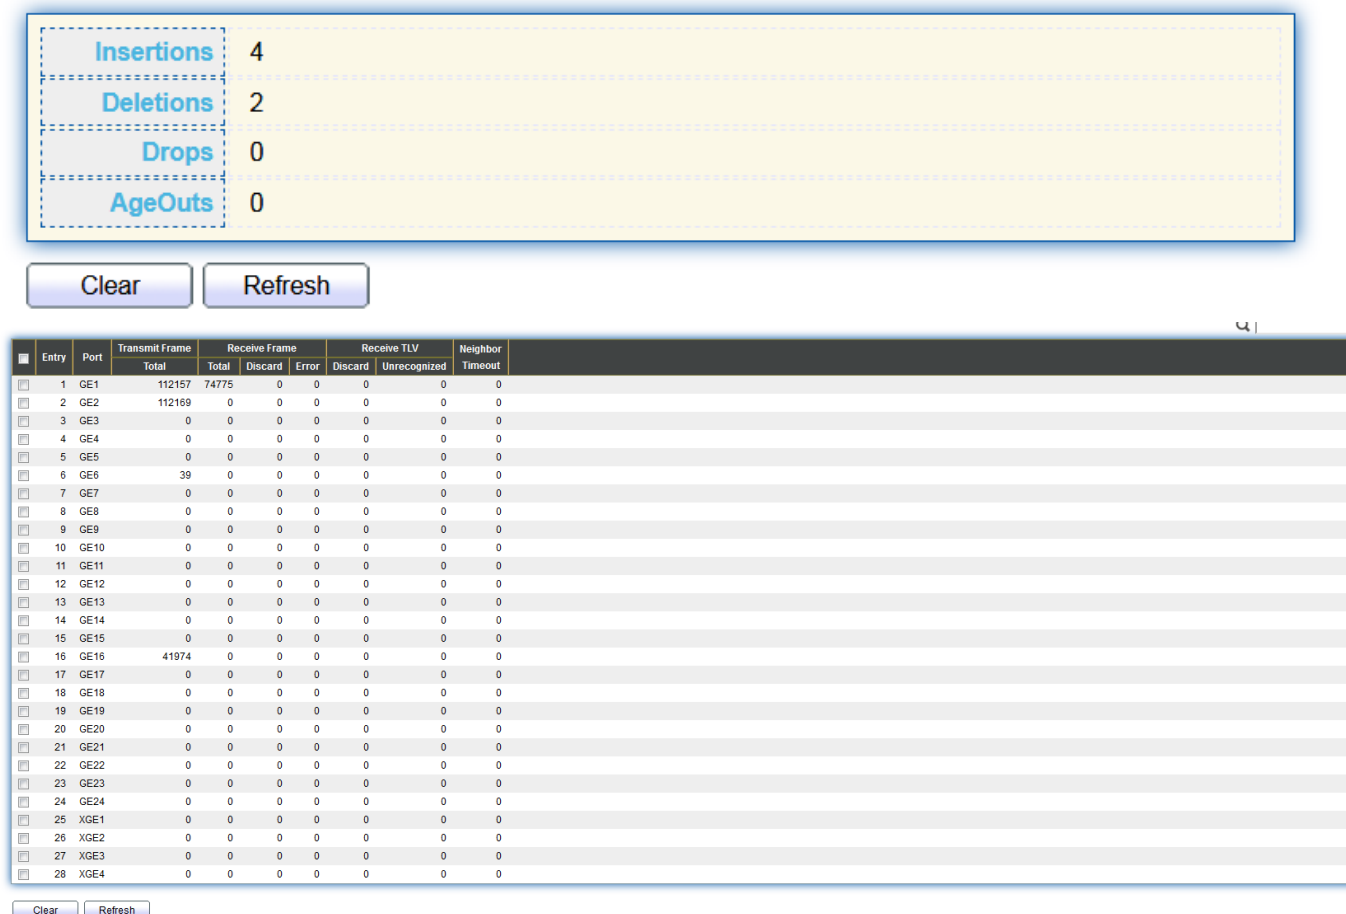 Insertions 4
Deletions 2
Drops 0
AgeOuts 0
Clear Refresh
Entry Port Transmit Frame Receive Frame Receive TLV Neighbor Timeout
Total Total Discard Error Discard Unrecognized
1 GE1 112157 74775 0 0 0 0 0
2 GE2 112169 0 0 0 0 0 0
3 GE3 0 0 0 0 0 0 0
4 GE4 0 0 0 0 0 0 0
5 GE5 0 0 0 0 0 0 0
6 GE6 39 0 0 0 0 0 0
7 GE7 0 0 0 0 0 0 0
8 GE8 0 0 0 0 0 0 0
9 GE9 0 0 0 0 0 0 0
10 GE10 0 0 0 0 0 0 0
11 GE11 0 0 0 0 0 0 0
12 GE12 0 0 0 0 0 0 0
13 GE13 0 0 0 0 0 0 0
14 GE14 0 0 0 0 0 0 0
15 GE15 0 0 0 0 0 0 0
16 GE16 41974 0 0 0 0 0 0
17 GE17 0 0 0 0 0 0 0
18 GE18 0 0 0 0 0 0 0
19 GE19 0 0 0 0 0 0 0
20 GE20 0 0 0 0 0 0 0
21 GE21 0 0 0 0 0 0 0
22 GE22 0 0 0 0 0 0 0
23 GE23 0 0 0 0 0 0 0
24 GE24 0 0 0 0 0 0 0
25 XGE1 0 0 0 0 0 0 0
26 XGE2 0 0 0 0 0 0 0
27 XGE3 0 0 0 0 0 0 0
28 XGE4 0 0 0 0 0 0 0
Clear Refresh